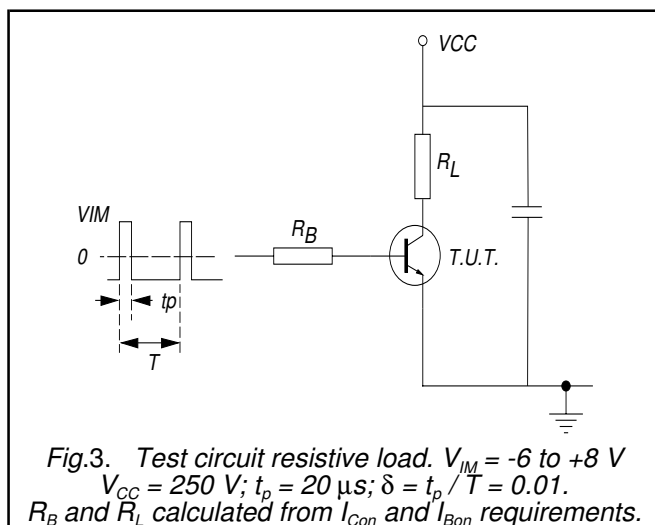 VCC
R_L
VIM
R_B
0
T.U.T.
tp
T
Fig.3. Test circuit resistive load. V_IM = -6 to +8 V
V_CC = 250 V; t_p = 20 µs; δ = t_p / T = 0.01.
R_B and R_L calculated from I_Con and I_Bon requirements.